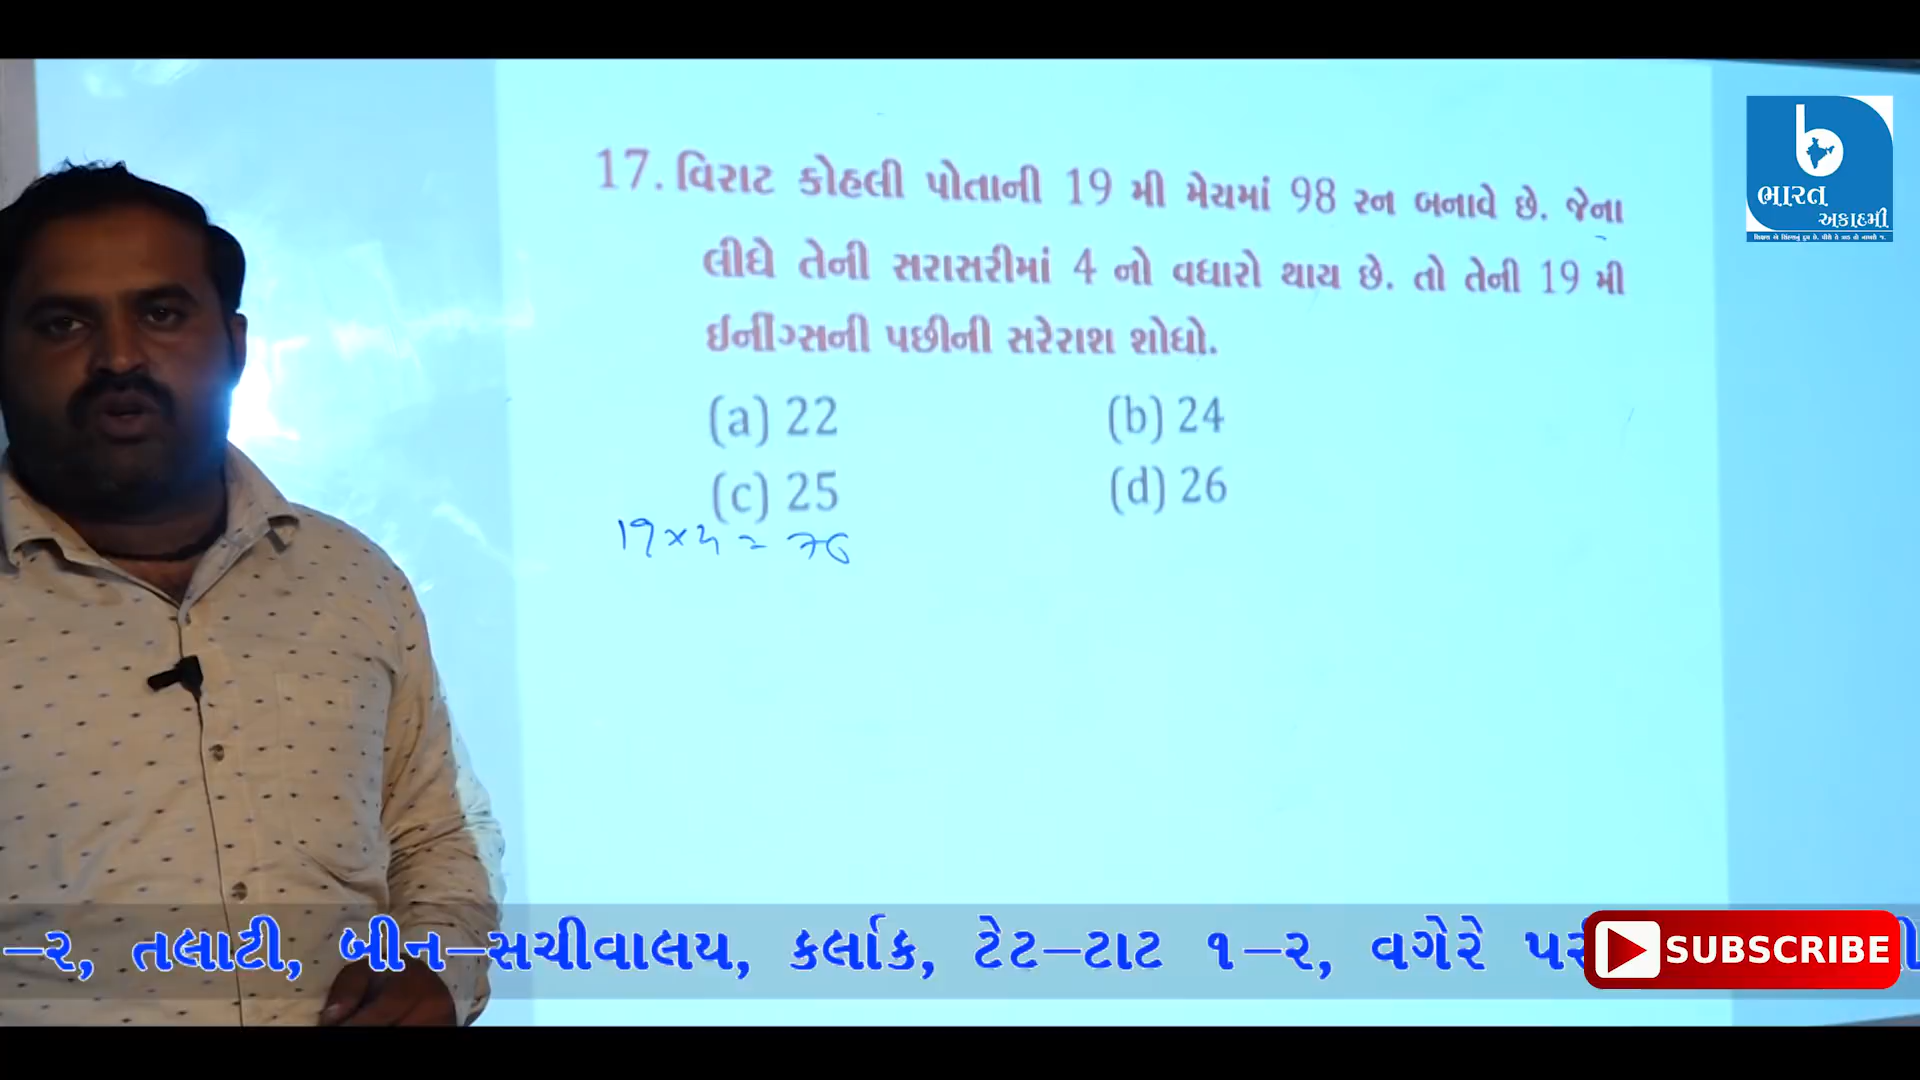 17. વિરાટ કોહલી પોતાની 19 મી મેચમાં 98 રન બનાવે છે. જેના
લીધે તેની સરાસરીમાં 4 નો વધારો થાય છે. તો તેની 19 મી
ઈનીંગ્સની પછીની સરેરાશ શોધો.
(a) 22 (b) 24
(c) 25 (d) 26
19 × 4 = 76
ભારત
અકાદમી
–૨, તલાટી, બીન–સચીવાલય, કર્લાક, ટેટ–ટાટ ૧–૨, વગેરે
SUBSCRIBE